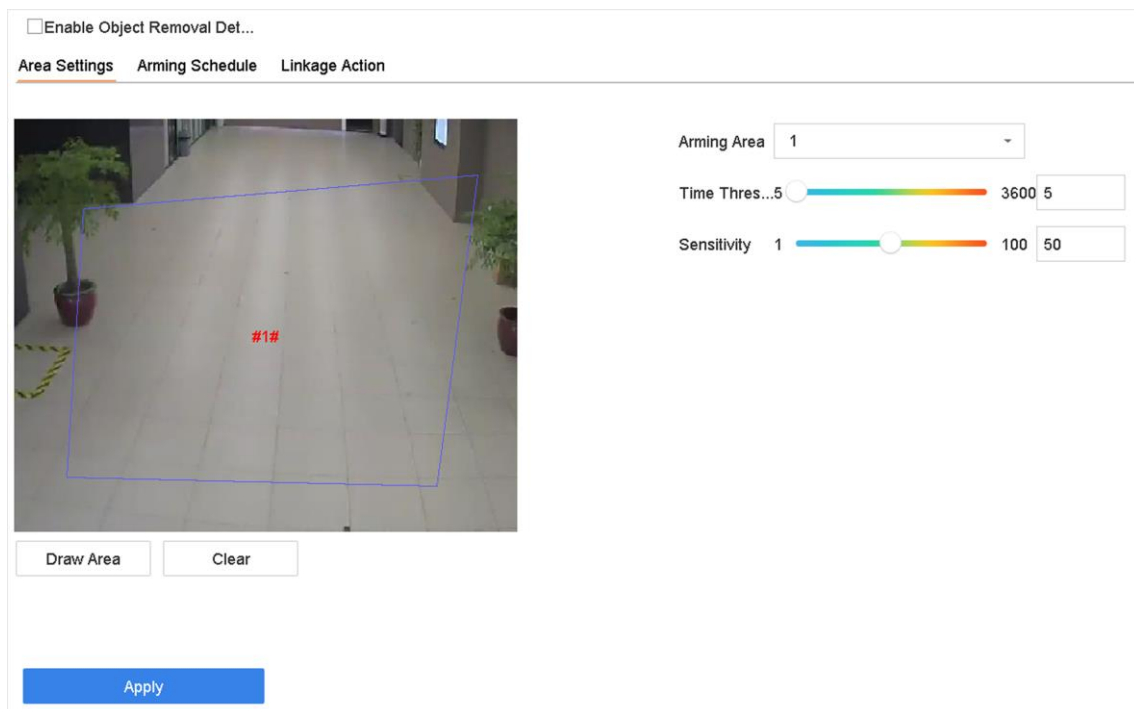 Enable Object Removal Det...
Area Settings Arming Schedule Linkage Action
Arming Area 1
Time Thres...5 3600 5
Sensitivity 1 100 50
#1#
Draw Area Clear
Apply